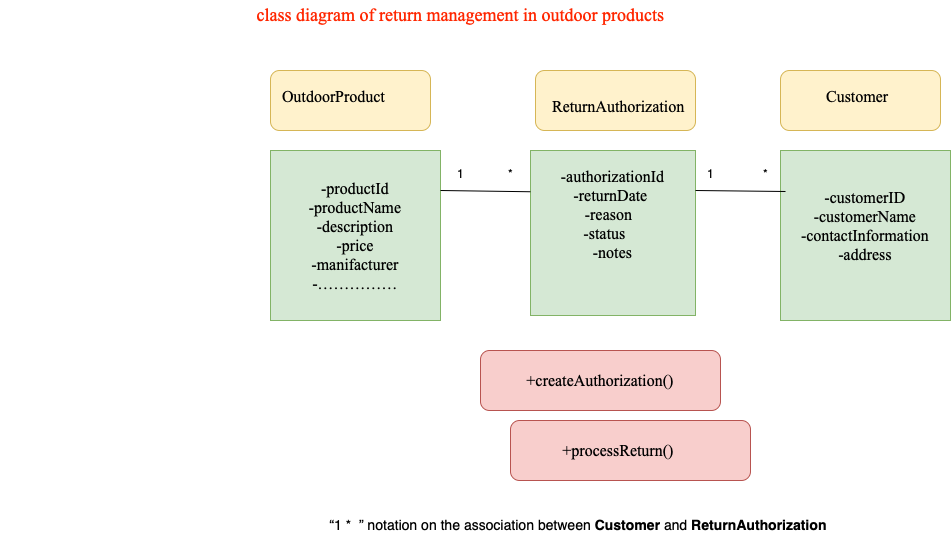 class diagram of return management in outdoor products
OutdoorProduct
ReturnAuthorization
Customer
1
*
1
*
-productId
-productName
-description
-price
-manifacturer
-……………
-authorizationId
-returnDate
-reason
-status
-notes
-customerID
-customerName
-contactInformation
-address
+createAuthorization()
+processReturn()
“1 * ” notation on the association between Customer and ReturnAuthorization